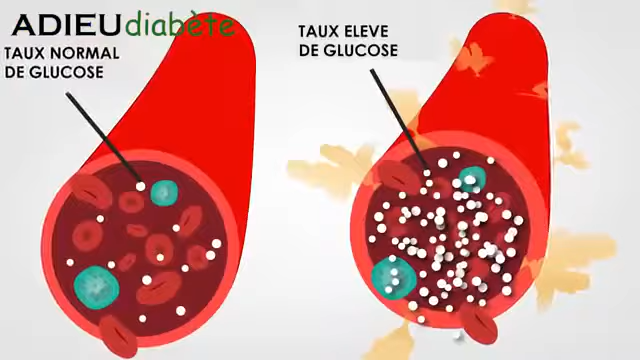 ADIEUdiabète
TAUX NORMAL
DE GLUCOSE
TAUX ELEVE
DE GLUCOSE